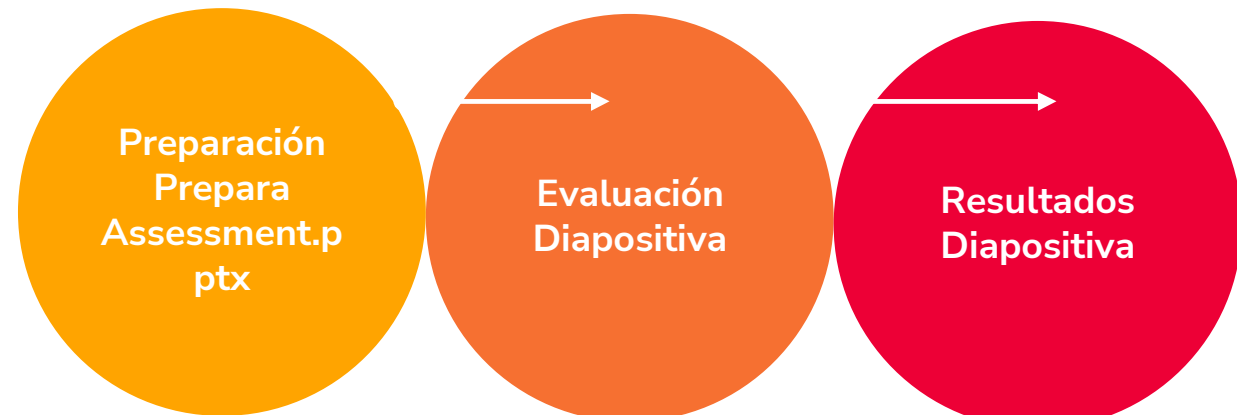 Preparación
Prepara
Assessment.p
ptx
Evaluación
Diapositiva
Resultados
Diapositiva